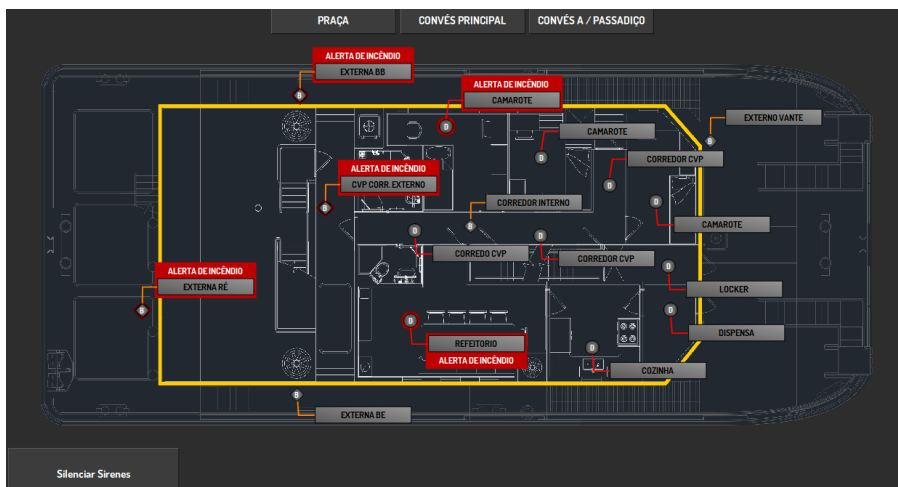 PRAÇA
CONVÉS PRINCIPAL
CONVÉS A / PASSADIÇO
ALERTA DE INCÊNDIO
EXTERNA BB
ALERTA DE INCÊNDIO
CAMAROTE
EXTERNO VANTE
CAMAROTE
B
D
B
CORREDOR CVP
D
ALERTA DE INCÊNDIO
CVP CORR. EXTERNO
D
CORREDOR INTERNO
D
B
CAMAROTE
B
D
D
CORREDO CVP
CORREDOR CVP
D
ALERTA DE INCÊNDIO
EXTERNA RÉ
LOCKER
B
D
D
DISPENSA
REFEITORIO
D
ALERTA DE INCÊNDIO
COZINHA
B
EXTERNA BE
Silenciar Sirenes